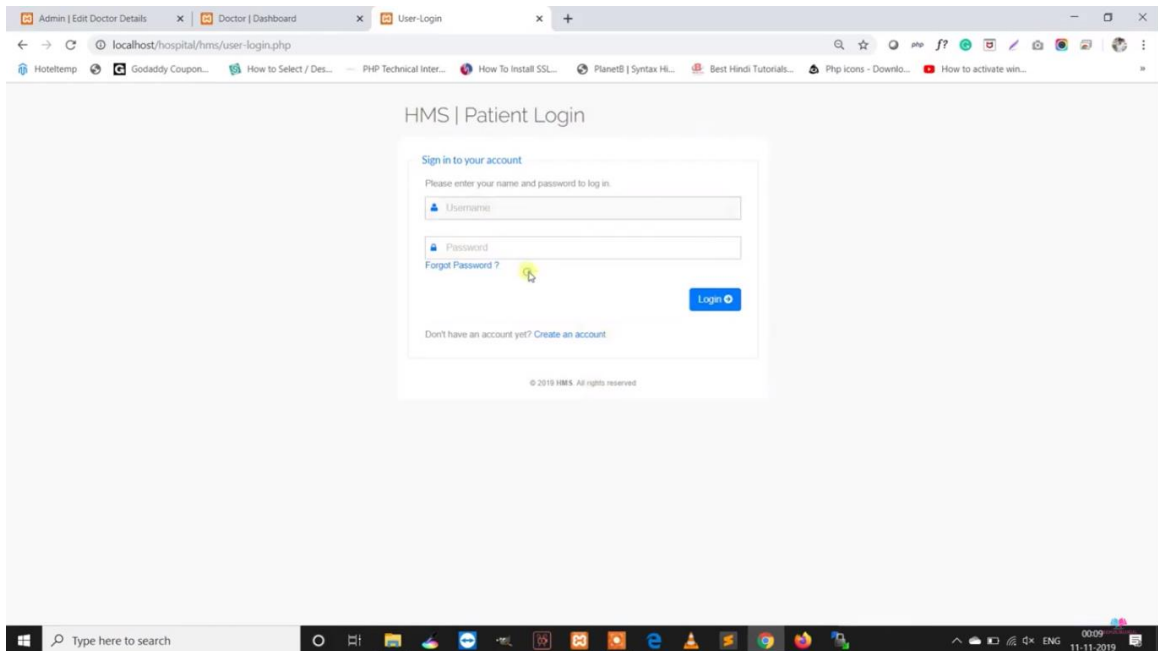 Admin | Edit Doctor Details
Doctor | Dashboard
User-Login
localhost/hospital/hms/user-login.php
php
f?
Hoteltemp
Godaddy Coupon...
How to Select / Des...
PHP Technical Inter...
How To Install SSL...
PlanetB | Syntax Hi...
Best Hindi Tutorials...
Php icons - Downlo...
How to activate win...
HMS | Patient Login
Sign in to your account
Please enter your name and password to log in.
Username
Password
Forgot Password ?
Login
Don't have an account yet? Create an account
© 2019 HMS. All rights reserved
Type here to search
ENG
00:09
11-11-2019